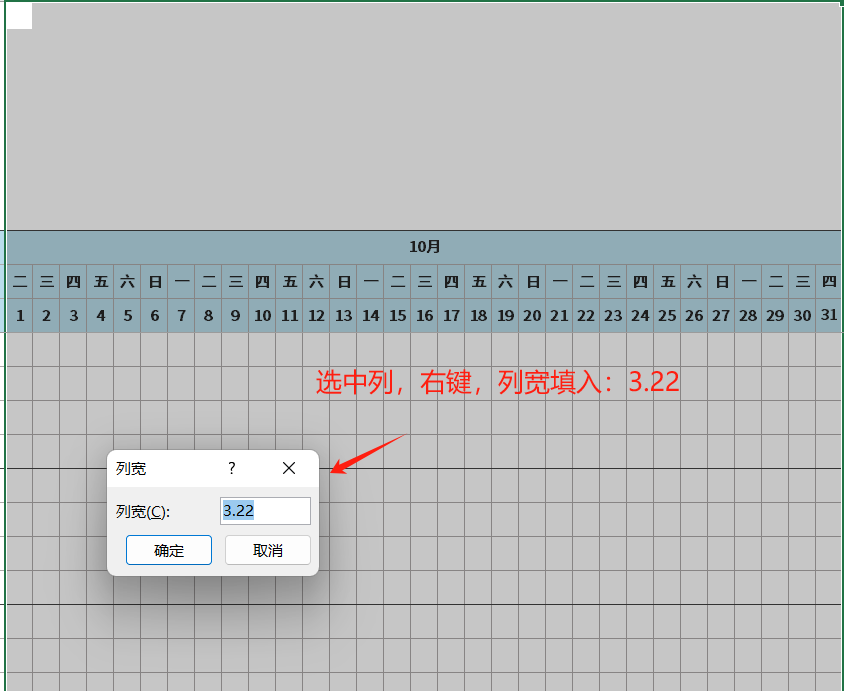 10月
二 三 四 五 六 日 一 二 三 四 五 六 日 一 二 三 四 五 六 日 一 二 三 四 五 六 日 一 二 三 四
1 2 3 4 5 6 7 8 9 10 11 12 13 14 15 16 17 18 19 20 21 22 23 24 25 26 27 28 29 30 31
选中列，右键，列宽填入：3.22
列宽 ?
列宽(C): 3.22
确定 取消